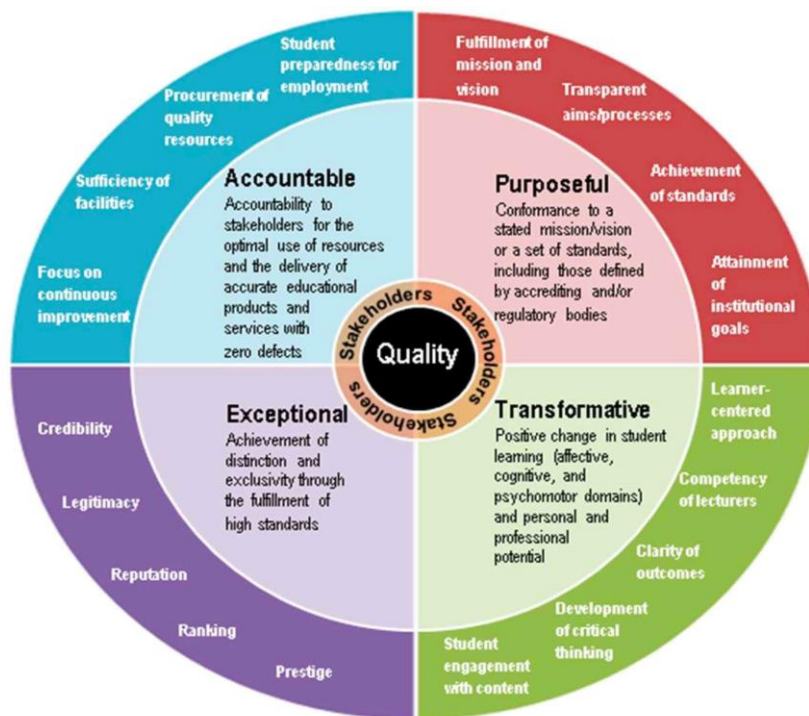 Student
preparedness for
employment
Procurement of
quality
resources
Sufficiency of
facilities
Focus on
continuous
improvement
Accountable
Accountability to
stakeholders for the
optimal use of resources
and the delivery of
accurate educational
products and
services with
zero defects
Fulfillment of
mission and
vision
Transparent
aims/processes
Achievement
of standards
Attainment
of
institutional
goals
Purposeful
Conformance to a
stated mission/vision
or a set of standards,
including those defined
by accrediting and/or
regulatory bodies
Stakeholders
Stakeholders
Stakeholders
Quality
Credibility
Legitimacy
Reputation
Ranking
Prestige
Exceptional
Achievement of
distinction and
exclusivity through
the fulfillment of
high standards
Transformative
Positive change in student
learning (affective,
cognitive, and
psychomotor domains)
and personal and
professional
potential
Learner-
centered
approach
Competency
of lecturers
Clarity of
outcomes
Development
of critical
thinking
Student
engagement
with content